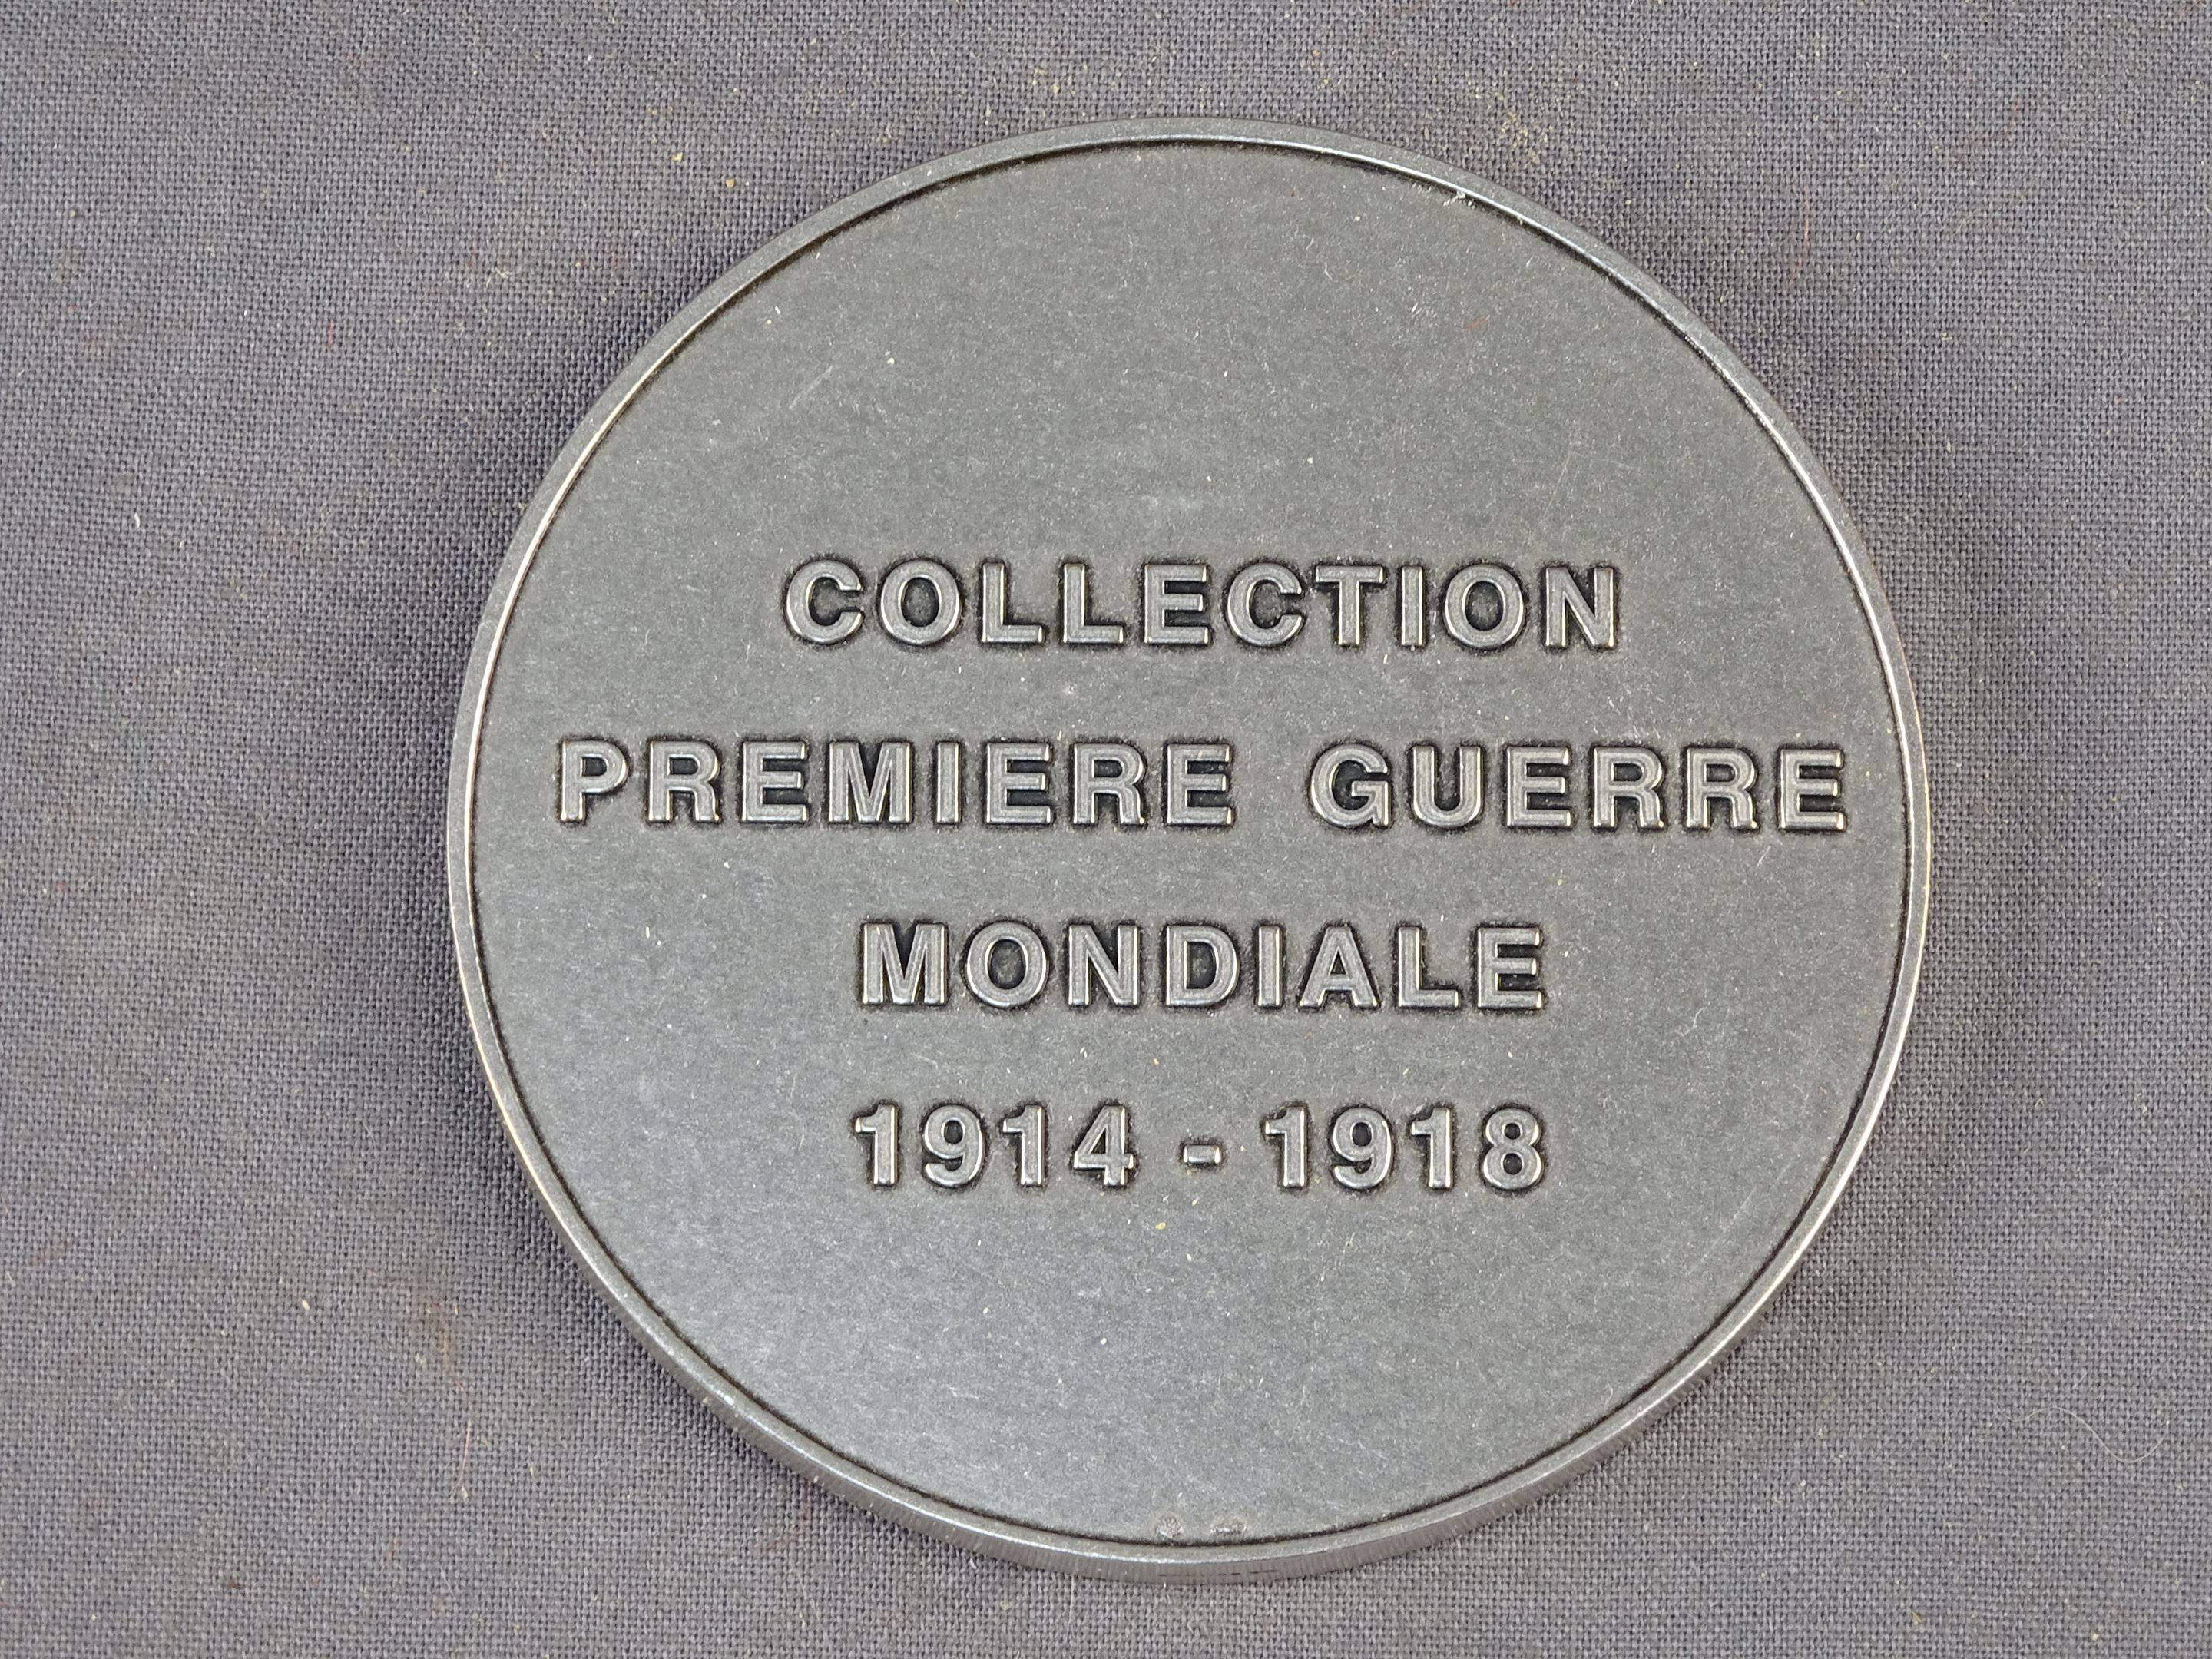 COLLECTION
PREMIERE GUERRE
MONDIALE
1914 - 1918